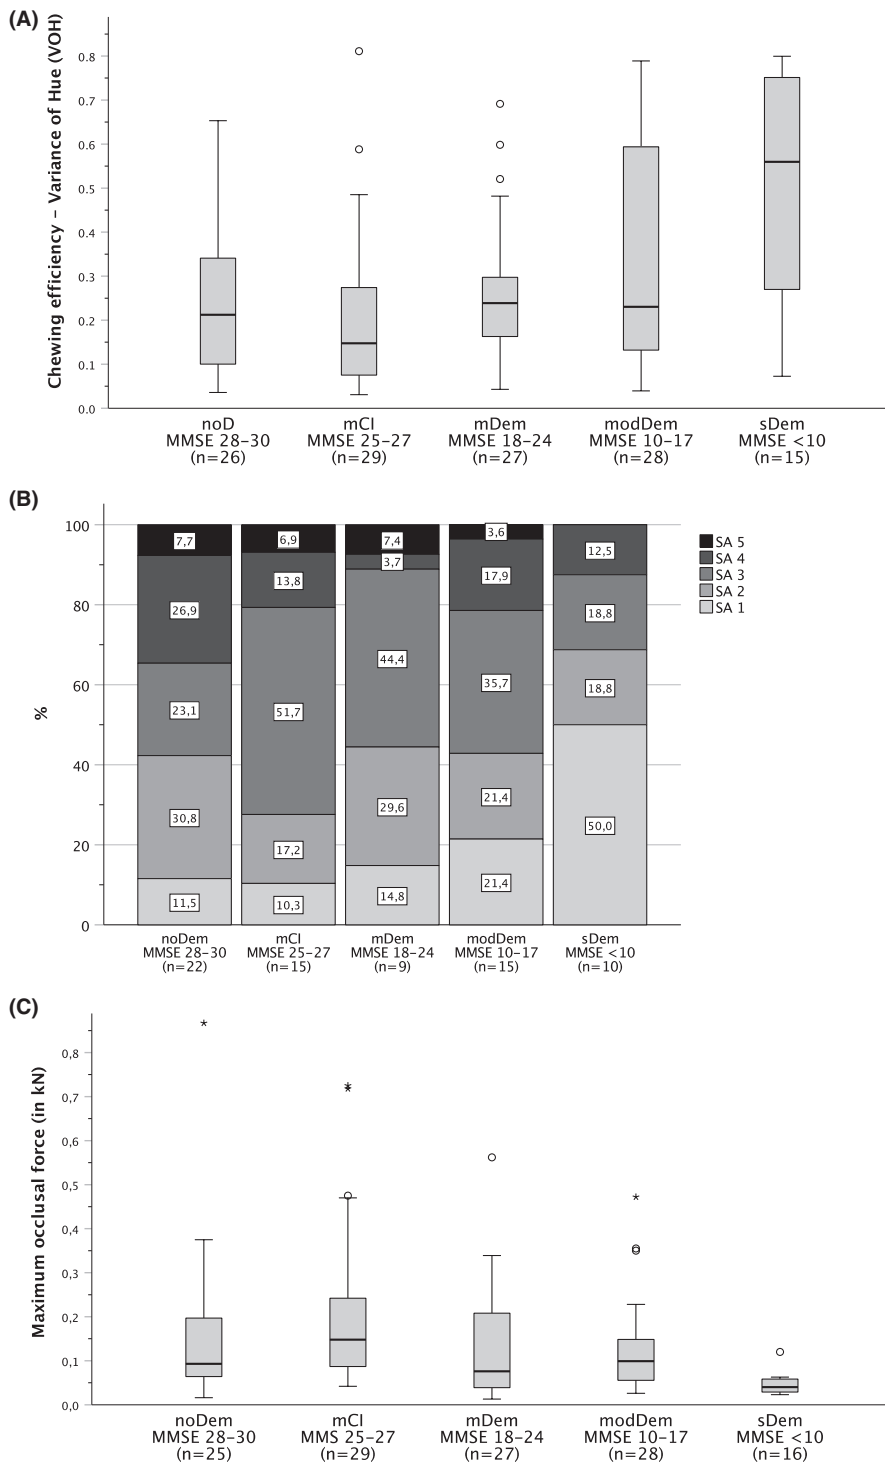 (A)
Chewing efficiency – Variance of Hue (VOH)
0.8
0.7
0.6
0.5
0.4
0.3
0.2
0.1
0.0
noD
MMSE 28–30
(n=26)
mCI
MMSE 25–27
(n=29)
mDem
MMSE 18–24
(n=27)
modDem
MMSE 10–17
(n=28)
sDem
MMSE <10
(n=15)
(B)
%
100
80
60
40
20
0
7,7
26,9
23,1
30,8
11,5
6,9
13,8
51,7
17,2
10,3
7,4
3,7
44,4
29,6
14,8
3,6
17,9
35,7
21,4
21,4
12,5
18,8
18,8
50,0
SA 5
SA 4
SA 3
SA 2
SA 1
noDem
MMSE 28–30
(n=22)
mCI
MMSE 25–27
(n=15)
mDem
MMSE 18–24
(n=9)
modDem
MMSE 10–17
(n=15)
sDem
MMSE <10
(n=10)
(C)
Maximum occlusal force (in kN)
0,8
0,7
0,6
0,5
0,4
0,3
0,2
0,1
0,0
noDem
MMSE 28–30
(n=25)
mCI
MMS 25–27
(n=29)
mDem
MMSE 18–24
(n=27)
modDem
MMSE 10–17
(n=28)
sDem
MMSE <10
(n=16)